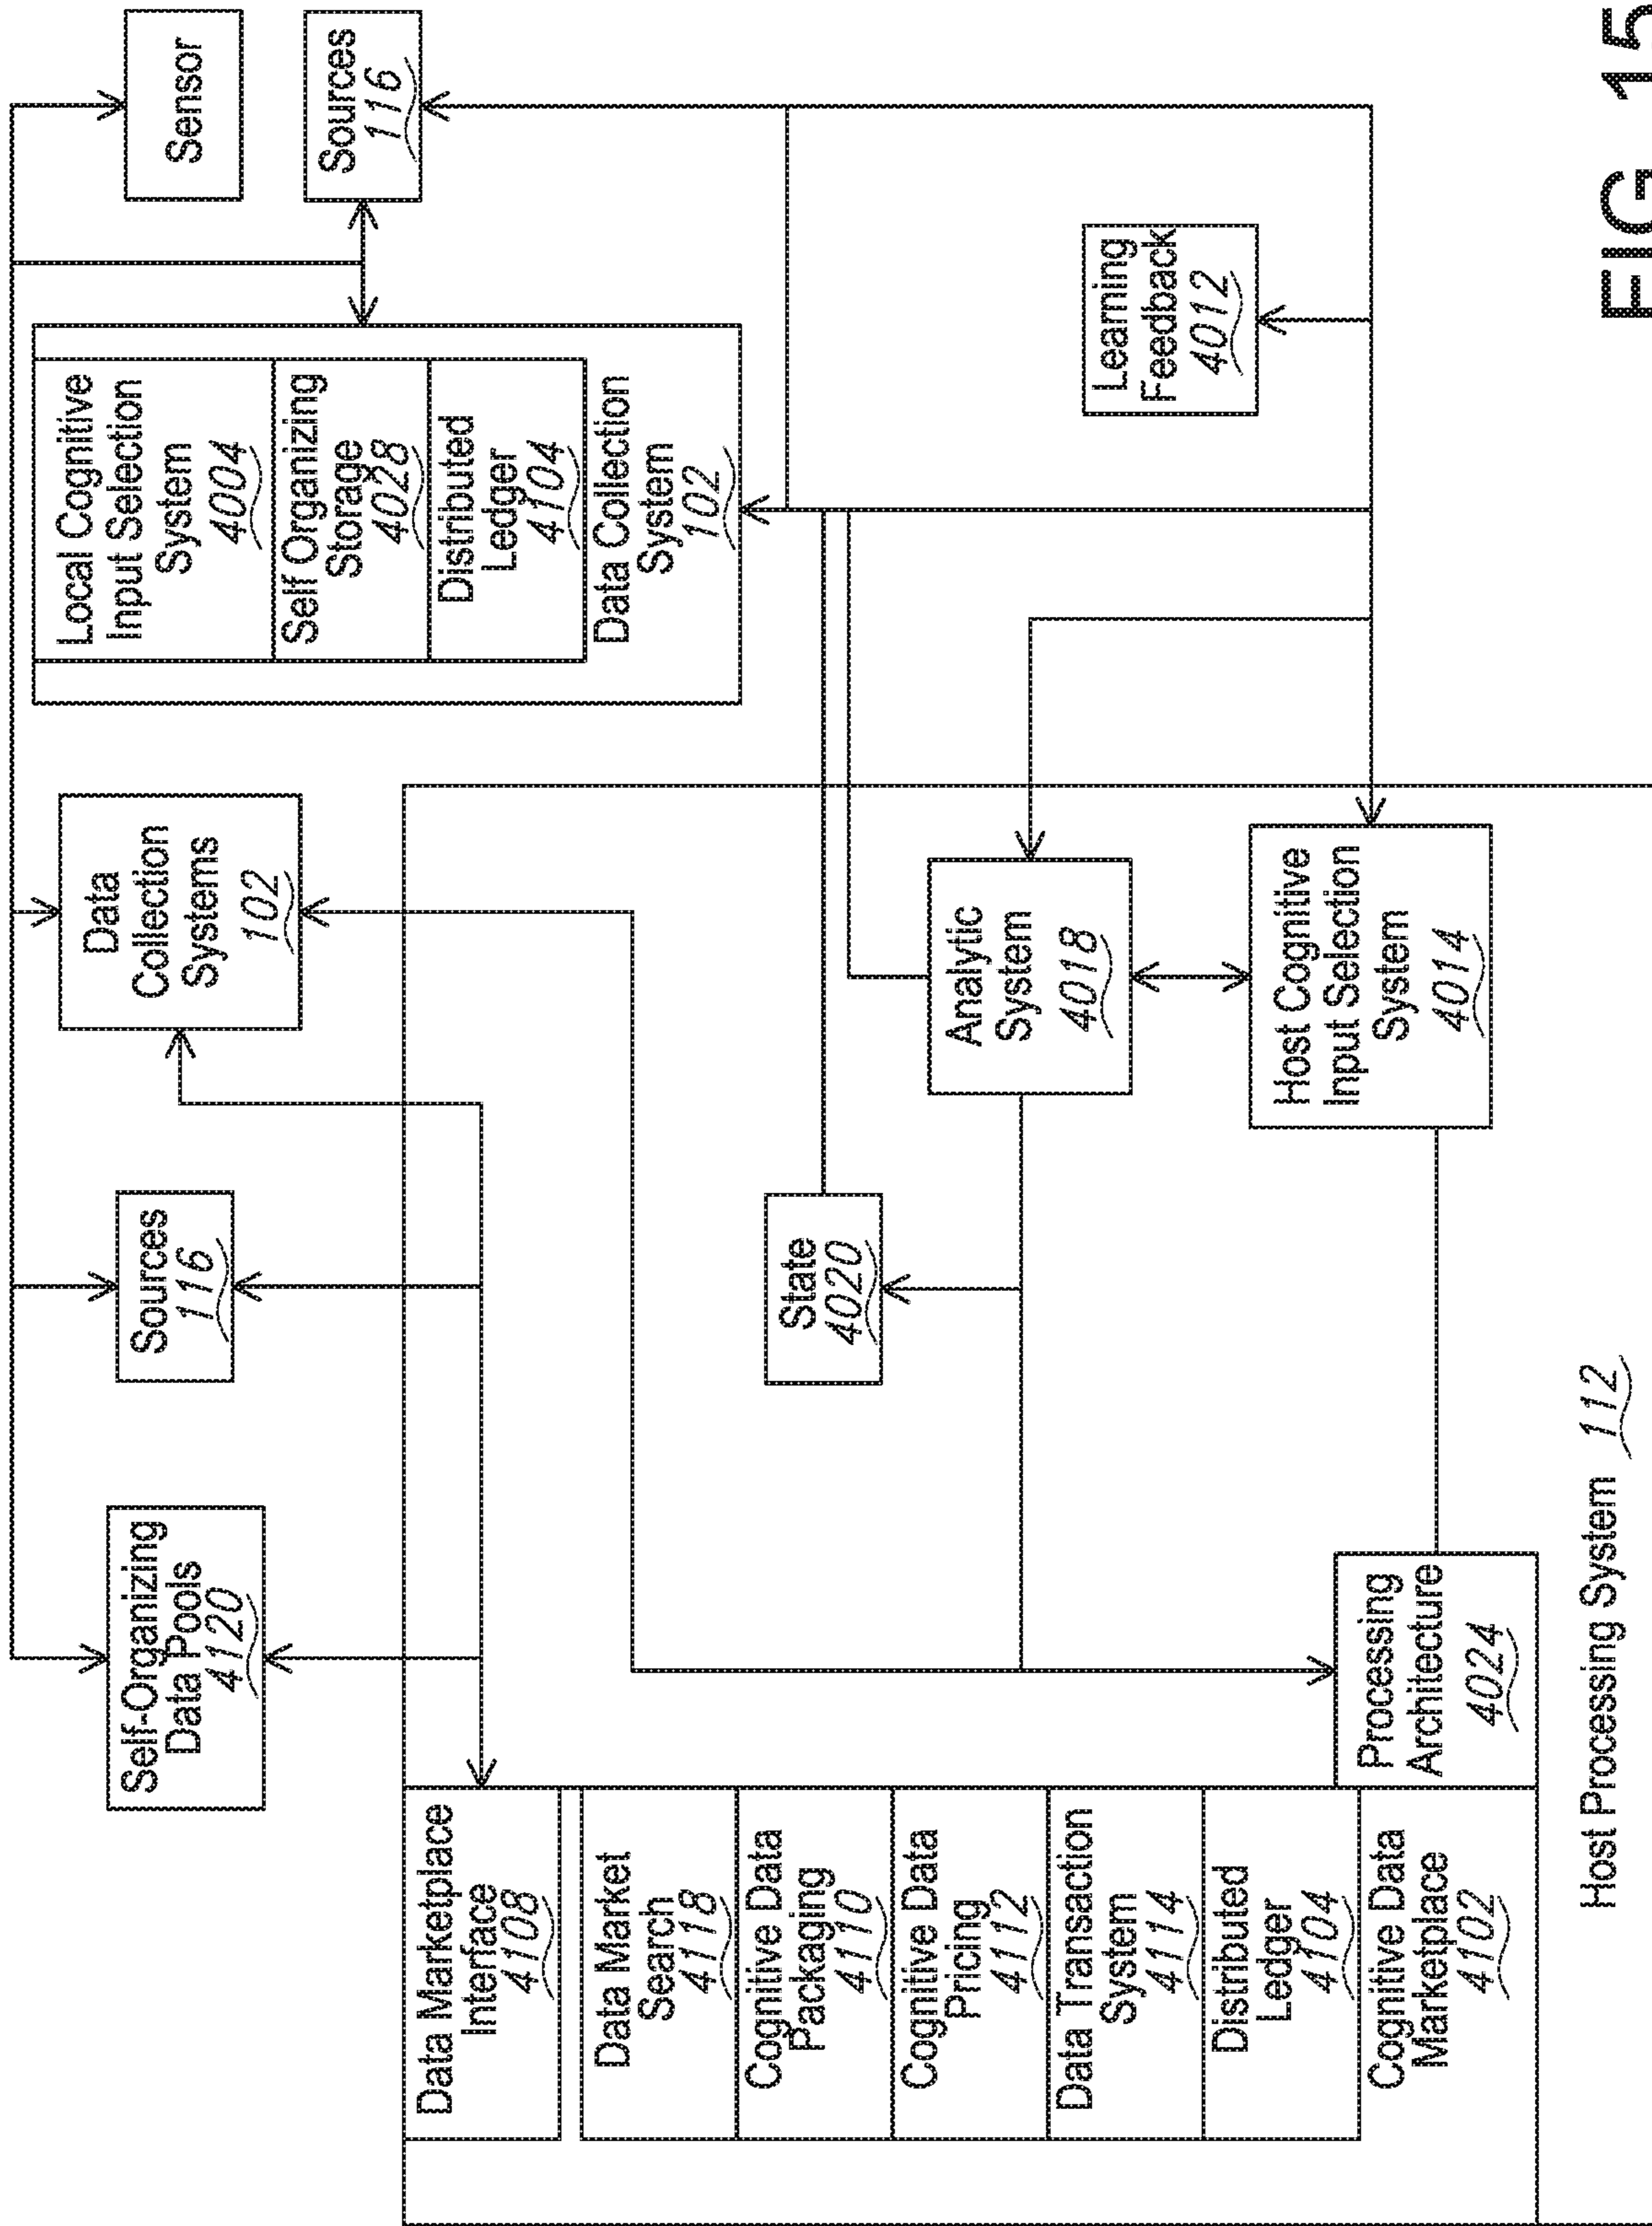 Self-Organizing
Data Pools
4120
Sources
116
Data
Collection
Systems
102
Local Cognitive
Input Selection
System
4004
Self Organizing
Storage
4028
Distributed
Ledger
4104
Data Collection
System
102
Sensor
Sources
116
Data Marketplace
Interface
4108
Data Market
Search
4118
Cognitive Data
Packaging
4110
Cognitive Data
Pricing
4112
Data Transaction
System
4114
Distributed
Ledger
4104
Cognitive Data
Marketplace
4102
State
4020
Analytic
System
4018
Learning
Feedback
4012
Processing
Architecture
4024
Host Cognitive
Input Selection
System
4014
Host Processing System 112
FIG 15